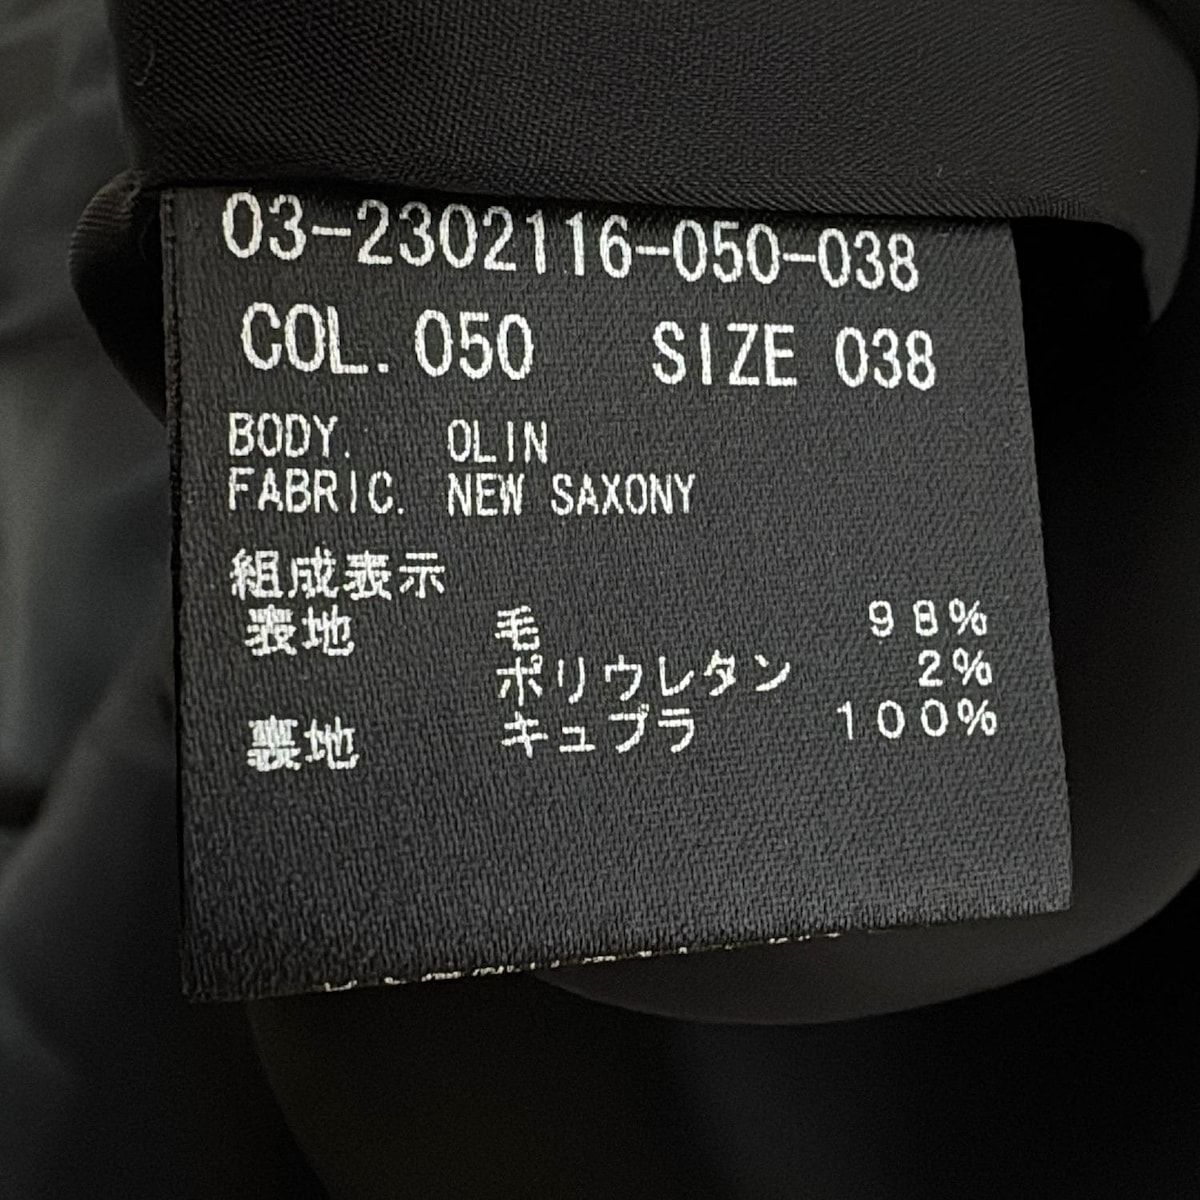 03-2302116-050-038
COL. 050 SIZE 038
BODY. OLIN
FABRIC. NEW SAXONY
組成表示
表地 毛 98%
ポリウレタン 2%
裏地 キュプラ 100%